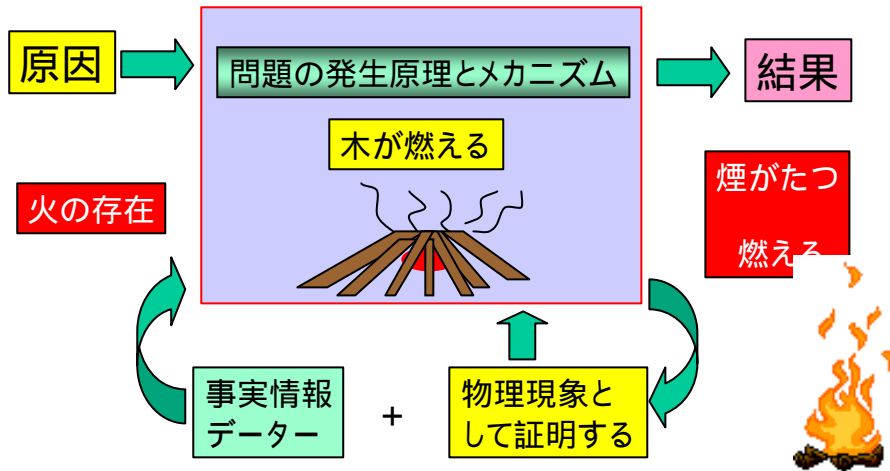 原因
問題の発生原理とメカニズム
結果
木が燃える
火の存在
煙がたつ
燃える
事実情報
データー
+
物理現象と
して証明する